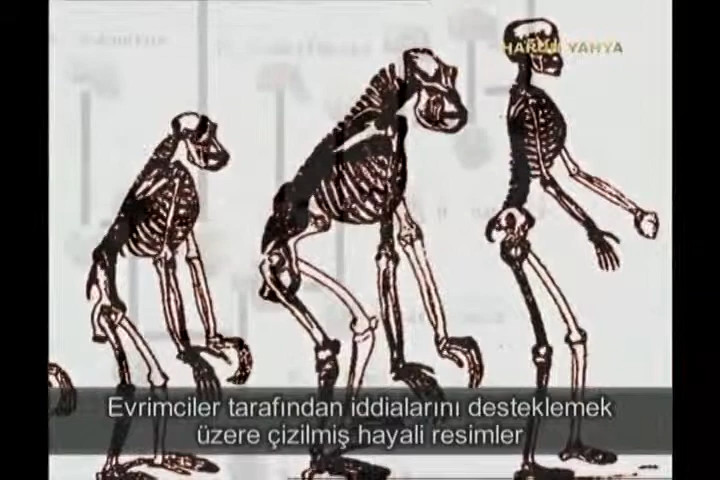 HARUN YAHYA
Evrimciler tarafından iddialarını desteklemek
üzere çizilmiş hayali resimler